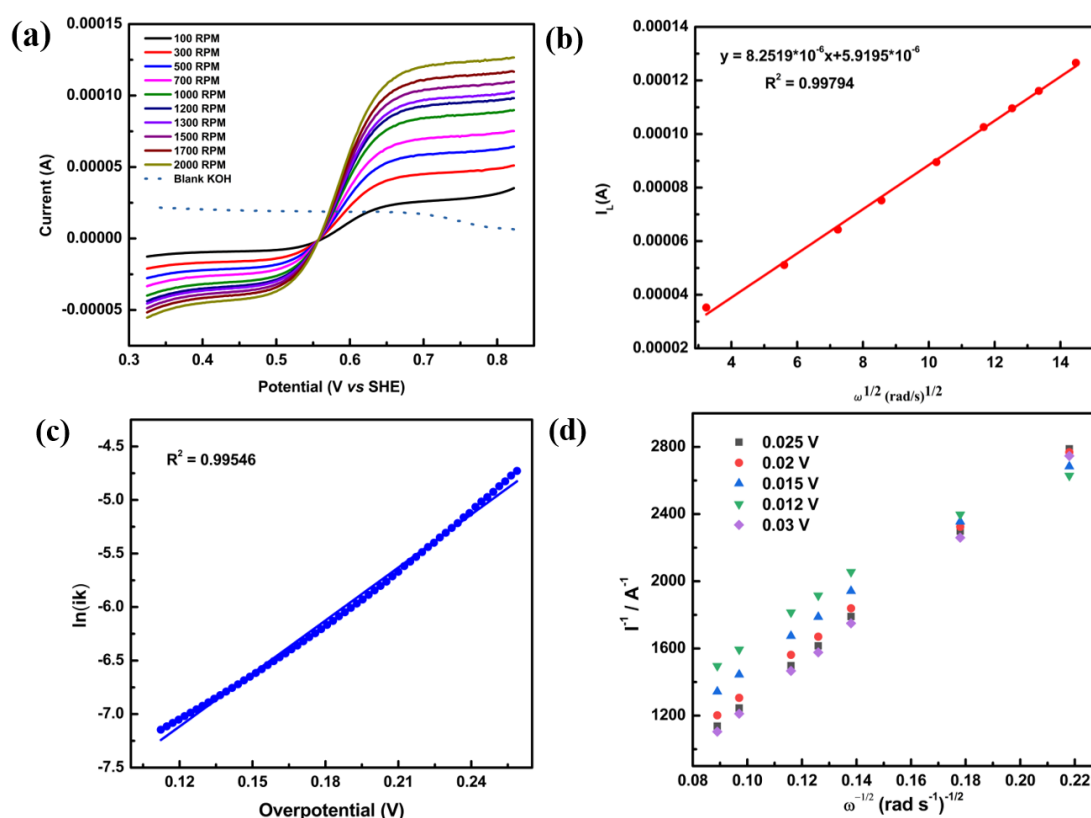 (a)
0.00015
0.00010
0.00005
0.00000
-0.00005
Current (A)
100 RPM
300 RPM
500 RPM
700 RPM
1000 RPM
1200 RPM
1300 RPM
1500 RPM
1700 RPM
2000 RPM
Blank KOH
0.3 0.4 0.5 0.6 0.7 0.8
Potential (V vs SHE)
(b)
0.00014
0.00012
0.00010
0.00008
0.00006
0.00004
0.00002
I_L(A)
y = 8.2519*10^-6x+5.9195*10^-6
R² = 0.99794
4 6 8 10 12 14
ω^1/2 (rad/s)^1/2
(c)
-4.5
-5.0
-5.5
-6.0
-6.5
-7.0
-7.5
ln(ik)
R² = 0.99546
0.12 0.15 0.18 0.21 0.24
Overpotential (V)
(d)
2800
2400
2000
1600
1200
I^-1 / A^-1
0.025 V
0.02 V
0.015 V
0.012 V
0.03 V
0.08 0.10 0.12 0.14 0.16 0.18 0.20 0.22
ω^-1/2 (rad s^-1)^-1/2